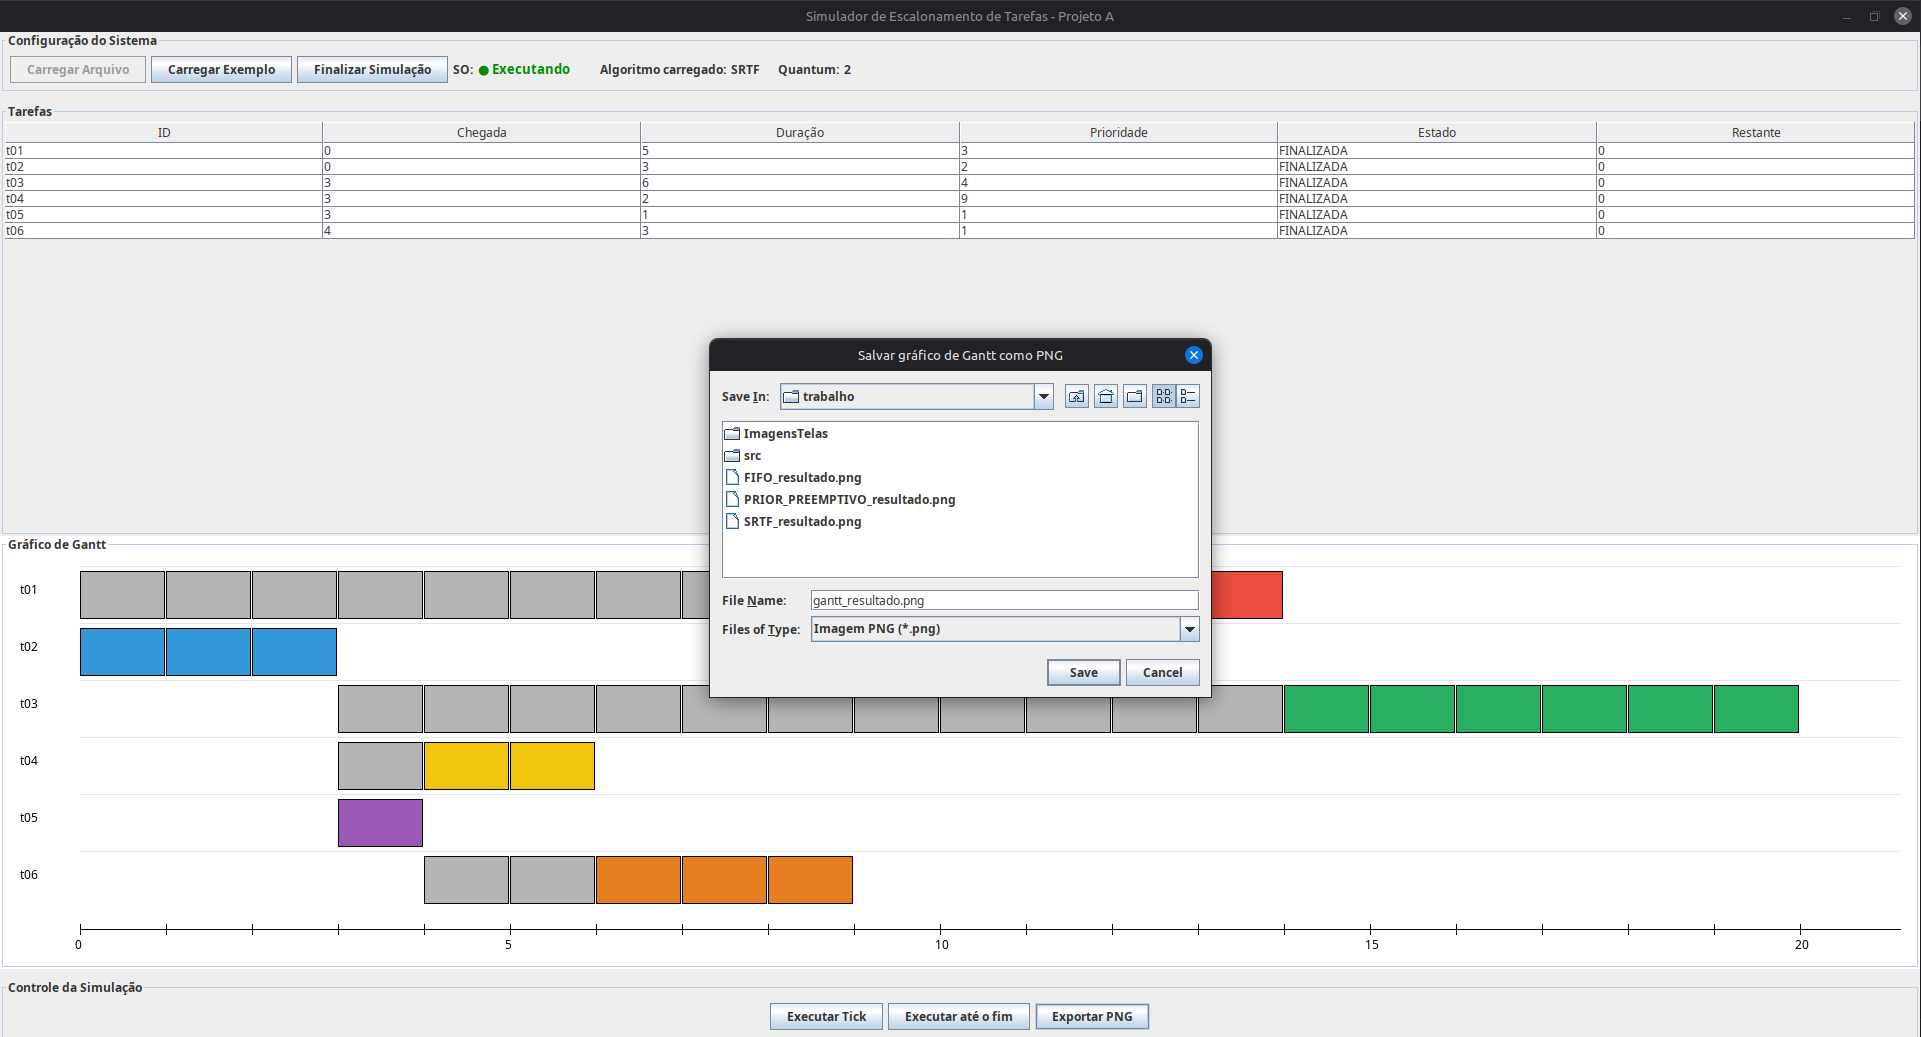 Simulador de Escalonamento de Tarefas - Projeto A
Configuração do Sistema
Carregar Arquivo Carregar Exemplo Finalizar Simulação SO: Executando Algoritmo carregado: SRTF Quantum: 2
Tarefas
ID Chegada Duração Prioridade Estado Restante
t01 0 5 3 FINALIZADA 0
t02 0 3 2 FINALIZADA 0
t03 3 6 4 FINALIZADA 0
t04 3 2 9 FINALIZADA 0
t05 3 1 1 FINALIZADA 0
t06 4 3 1 FINALIZADA 0
Salvar gráfico de Gantt como PNG
Save In: trabalho
ImagensTelas
src
FIFO_resultado.png
PRIOR_PREEMPTIVO_resultado.png
SRTF_resultado.png
File Name: gantt_resultado.png
Files of Type: Imagem PNG (*.png)
Save Cancel
Gráfico de Gantt
t01
t02
t03
t04
t05
t06
0 5 10 15 20
Controle da Simulação
Executar Tick Executar até o fim Exportar PNG